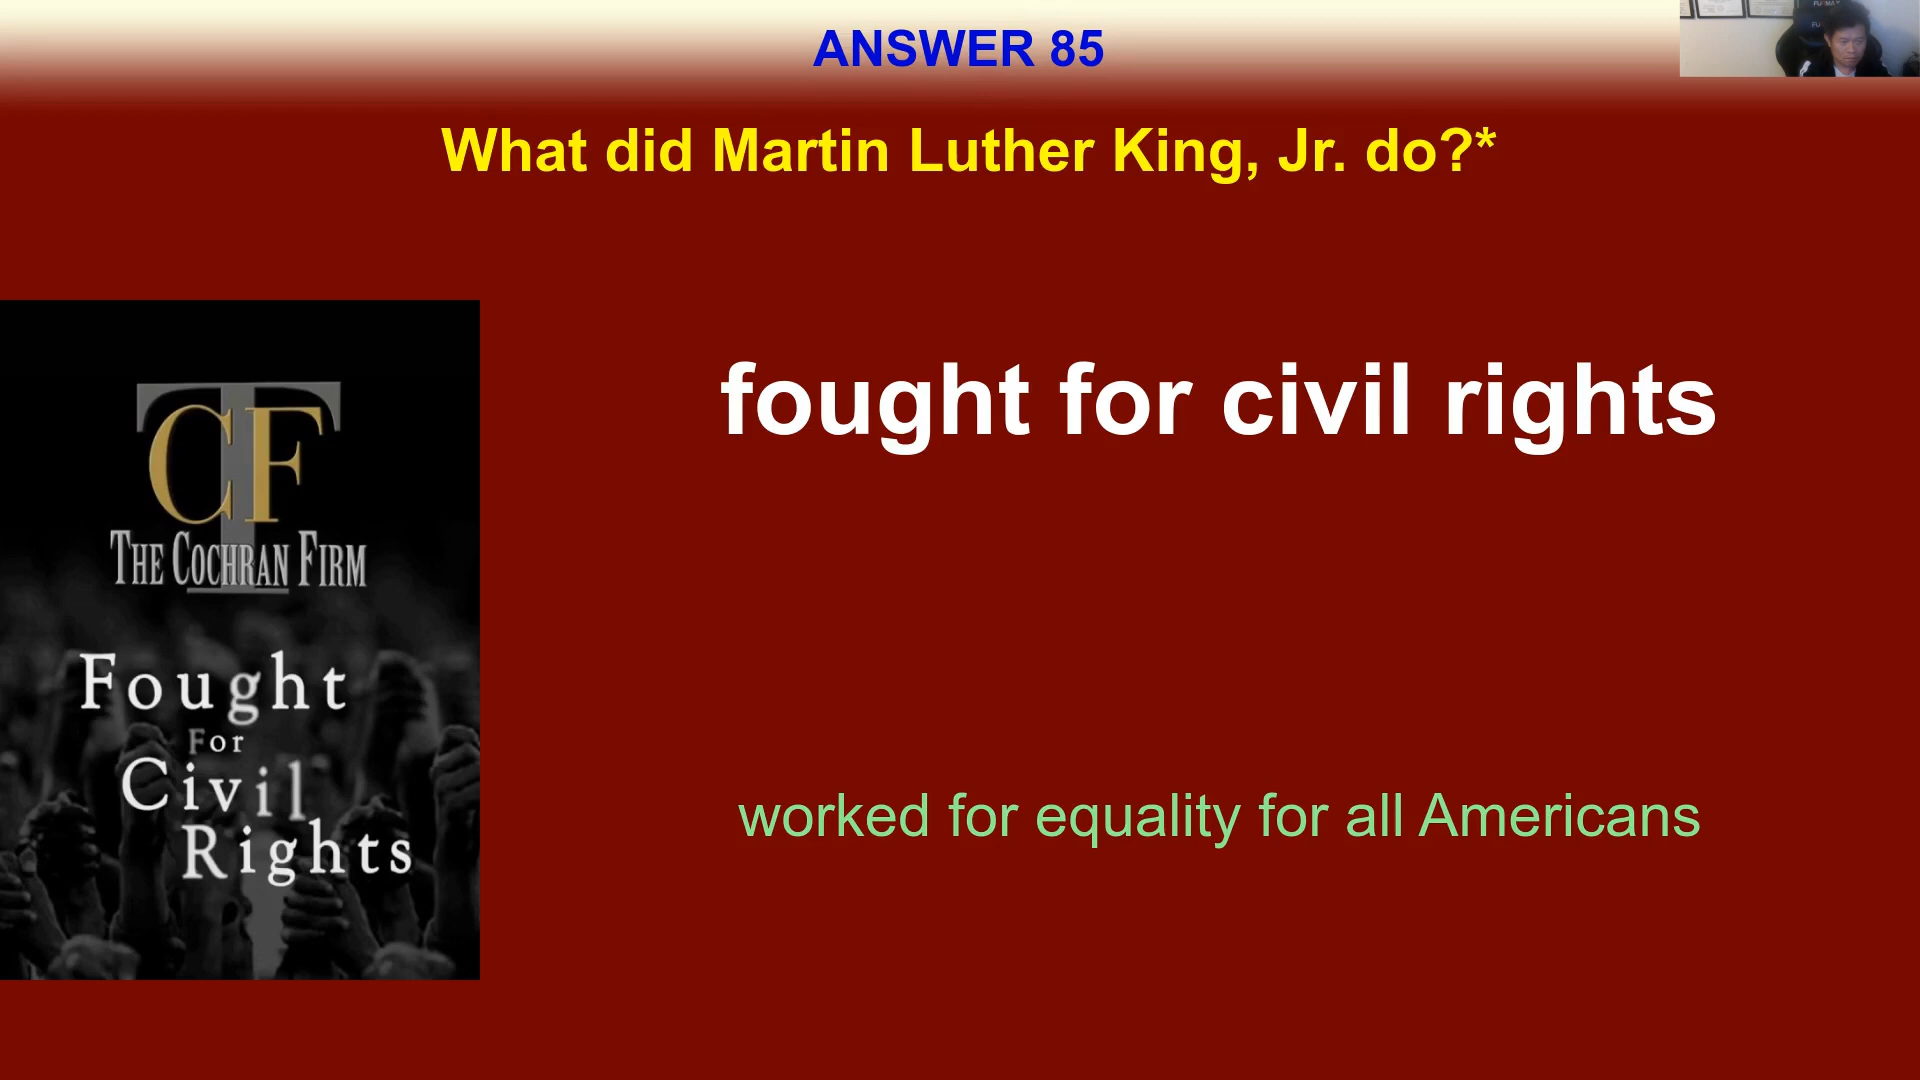 ANSWER 85
What did Martin Luther King, Jr. do?*
fought for civil rights
CF
THE COCHRAN FIRM
Fought
For
Civil
Rights
worked for equality for all Americans